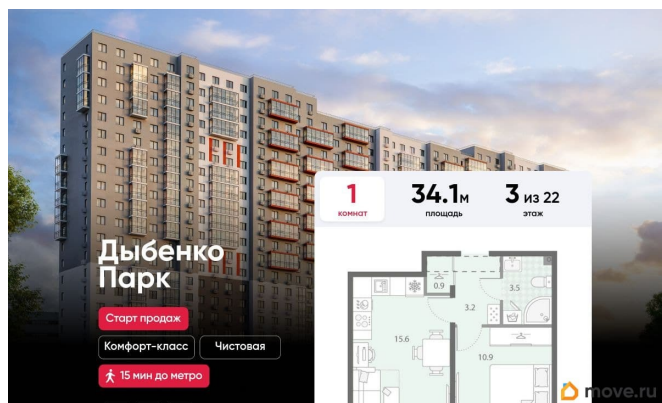 1
комнат
34.1м
площадь
3 из 22
этаж
Дыбенко
Парк
Старт продаж
Комфорт-класс
Чистовая
15 мин до метро
0.9
3.5
3.2
15.6
10.9
move.ru